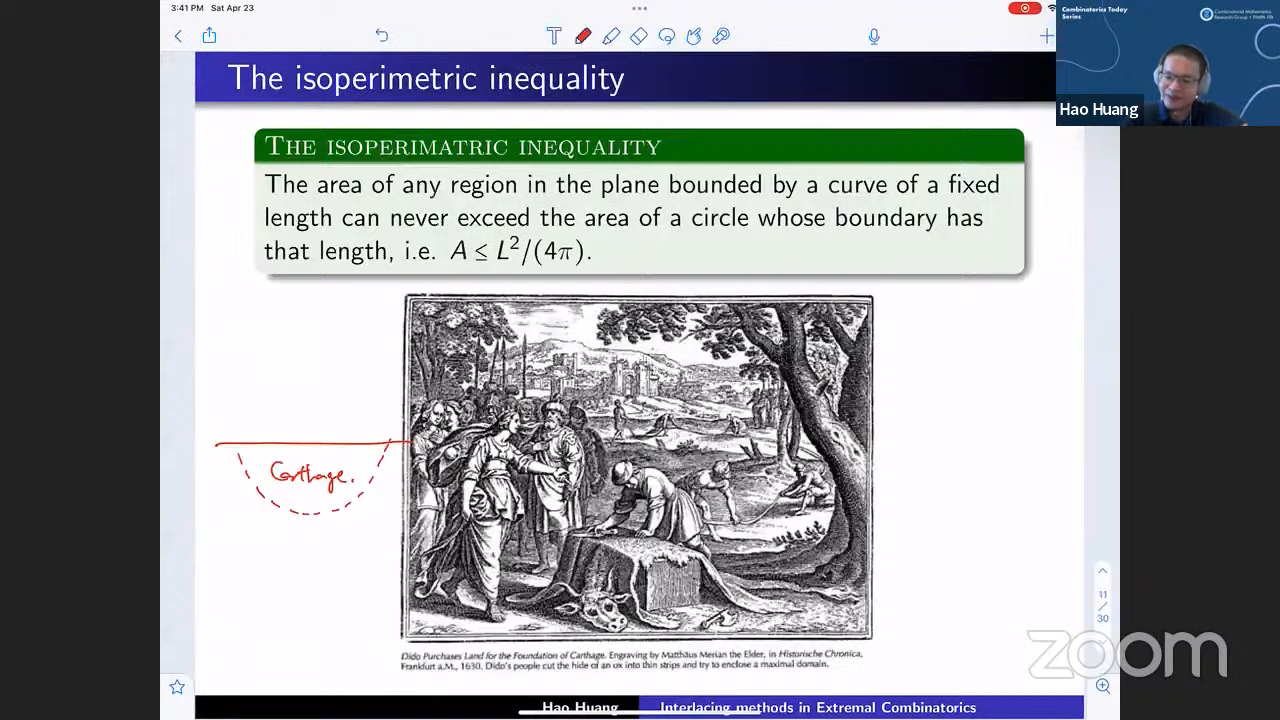 3:41 PM Sat Apr 23
Combinatorics Today
Series
Combinatorial Mathematics
Hao Huang
The isoperimetric inequality
THE ISOPERIMATRIC INEQUALITY
The area of any region in the plane bounded by a curve of a fixed
length can never exceed the area of a circle whose boundary has
that length, i.e. A ≤ L²/(4π).
Carthage.
Dido Purchases Land for the Foundation of Carthage. Engraving by Matthäus Merian the Elder, in Historische Chronica,
Frankfurt a.M., 1630. Dido's people cut the hide of an ox into thin strips and try to enclose a maximal domain.
11
/
30
zoom
Hao Huang
Interlacing methods in Extremal Combinatorics